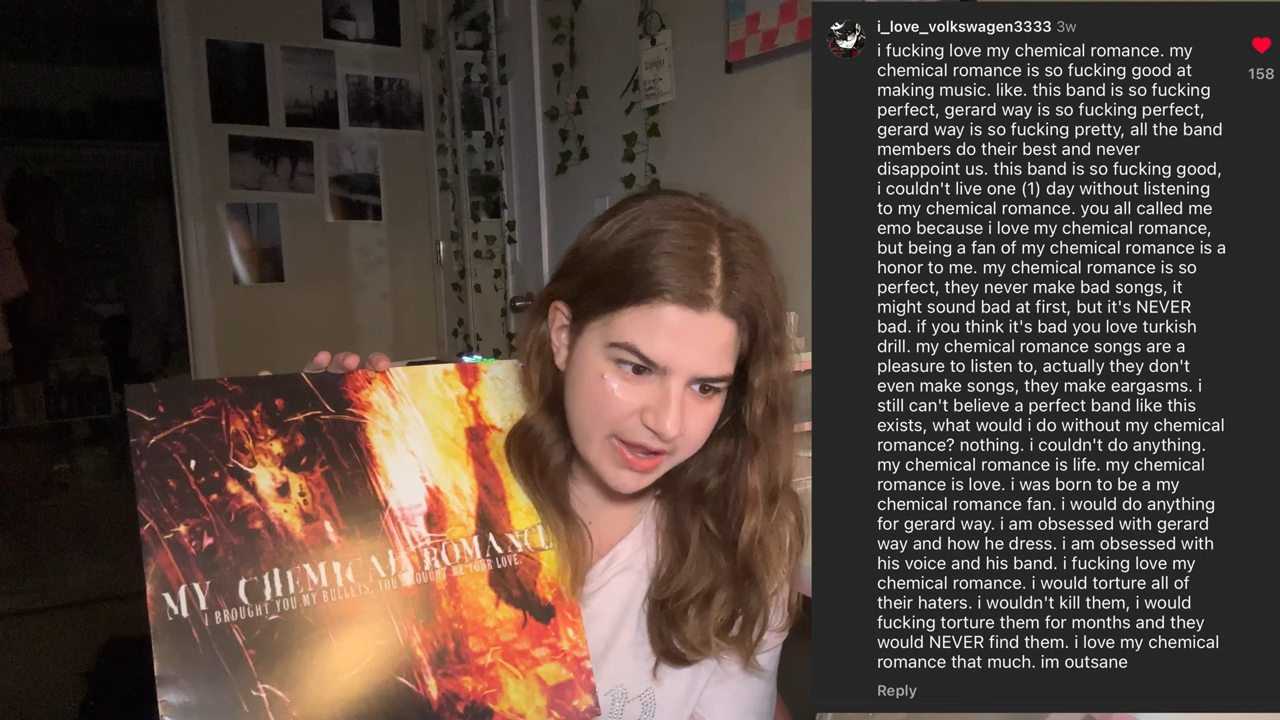 MY CHEMICAL ROMANCE
I BROUGHT YOU MY BULLETS, YOU BROUGHT ME YOUR LOVE.
i_love_volkswagen3333 3w
i fucking love my chemical romance. my
chemical romance is so fucking good at
making music. like. this band is so fucking
perfect, gerard way is so fucking perfect,
gerard way is so fucking pretty, all the band
members do their best and never
disappoint us. this band is so fucking good,
i couldn't live one (1) day without listening
to my chemical romance. you all called me
emo because i love my chemical romance,
but being a fan of my chemical romance is a
honor to me. my chemical romance is so
perfect, they never make bad songs, it
might sound bad at first, but it's NEVER
bad. if you think it's bad you love turkish
drill. my chemical romance songs are a
pleasure to listen to, actually they don't
even make songs, they make eargasms. i
still can't believe a perfect band like this
exists, what would i do without my chemical
romance? nothing. i couldn't do anything.
my chemical romance is life. my chemical
romance is love. i was born to be a my
chemical romance fan. i would do anything
for gerard way. i am obsessed with gerard
way and how he dress. i am obsessed with
his voice and his band. i fucking love my
chemical romance. i would torture all of
their haters. i wouldn't kill them, i would
fucking torture them for months and they
would NEVER find them. i love my chemical
romance that much. im outsane
158
Reply